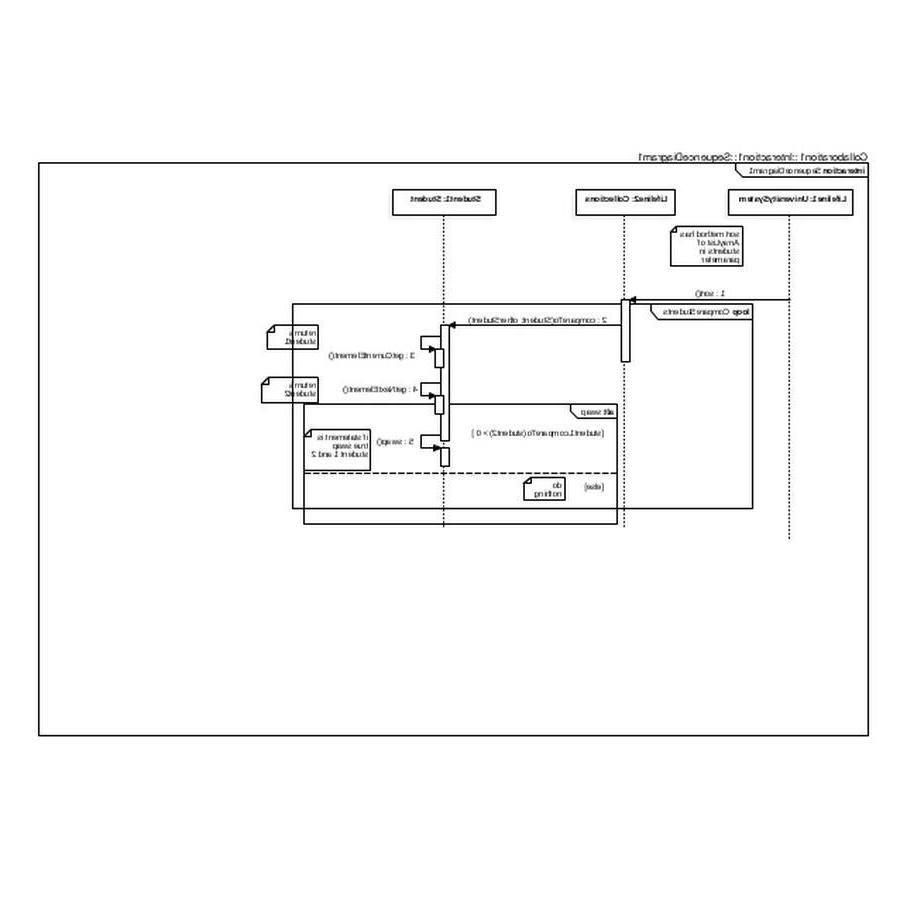 Collaboration1::Interaction1::SequenceDiagram1
interaction SequenceDiagram1
Lifeline1: UniversitySystem
Lifeline2: Collections
Student1: Student
sort method has
ArrayList of
students in
parameter
1 : sort()
loop CompareStudents
2 : compareTo(Student otherStudent)
returns
student1
3 : getCurrentElement()
returns
student2
4 : getNextElement()
alt swap
[student1.compareTo(student2) > 0 ]
5 : swap()
if statement is
true swap
student 1 and 2
[else]
do
nothing